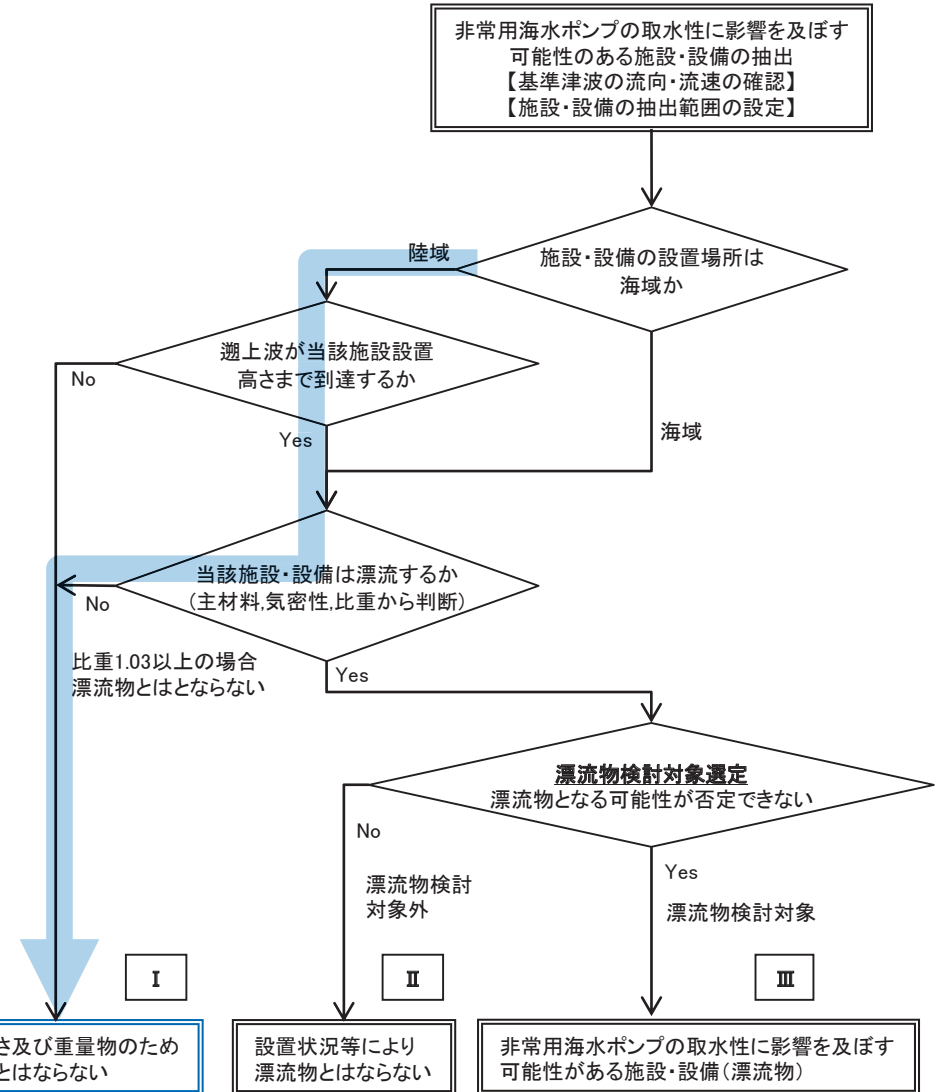 非常用海水ポンプの取水性に影響を及ぼす
可能性のある施設・設備の抽出
【基準津波の流向・流速の確認】
【施設・設備の抽出範囲の設定】
陸域
施設・設備の設置場所は
海域か
遡上波が当該施設設置
高さまで到達するか
No
Yes
海域
当該施設・設備は漂流するか
(主材料,気密性,比重から判断)
No
比重1.03以上の場合
漂流物とはとならない
Yes
漂流物検討対象選定
漂流物となる可能性が否定できない
No
漂流物検討
対象外
Yes
漂流物検討対象
Ⅰ
Ⅱ
Ⅲ
さ及び重量物のため
とはならない
設置状況等により
漂流物とはならない
非常用海水ポンプの取水性に影響を及ぼす
可能性がある施設・設備(漂流物)